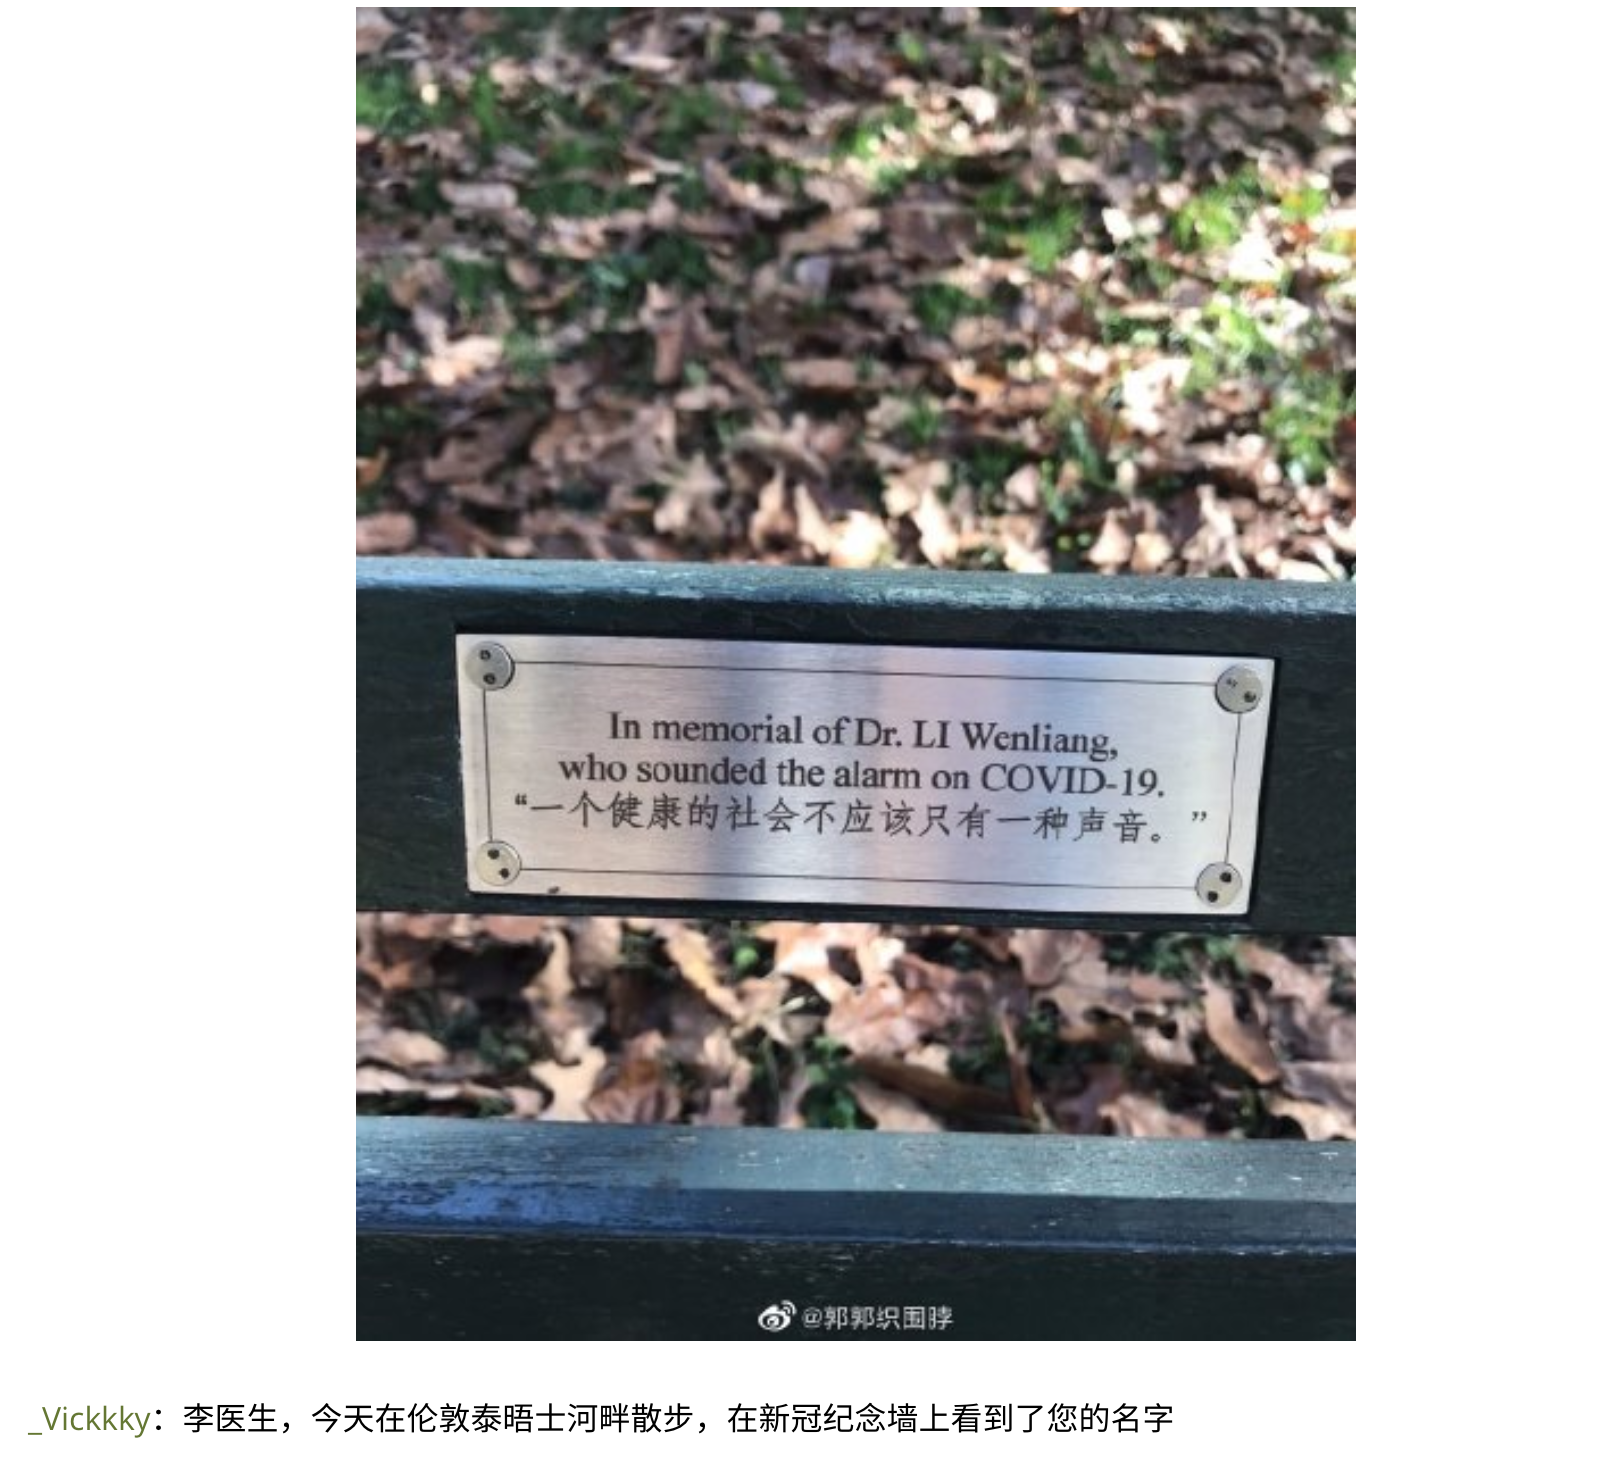 In memorial of Dr. LI Wenliang,
who sounded the alarm on COVID-19.
“一个健康的社会不应该只有一种声音。”
@郭郭织围脖
_Vickkky：李医生，今天在伦敦泰晤士河畔散步，在新冠纪念墙上看到了您的名字